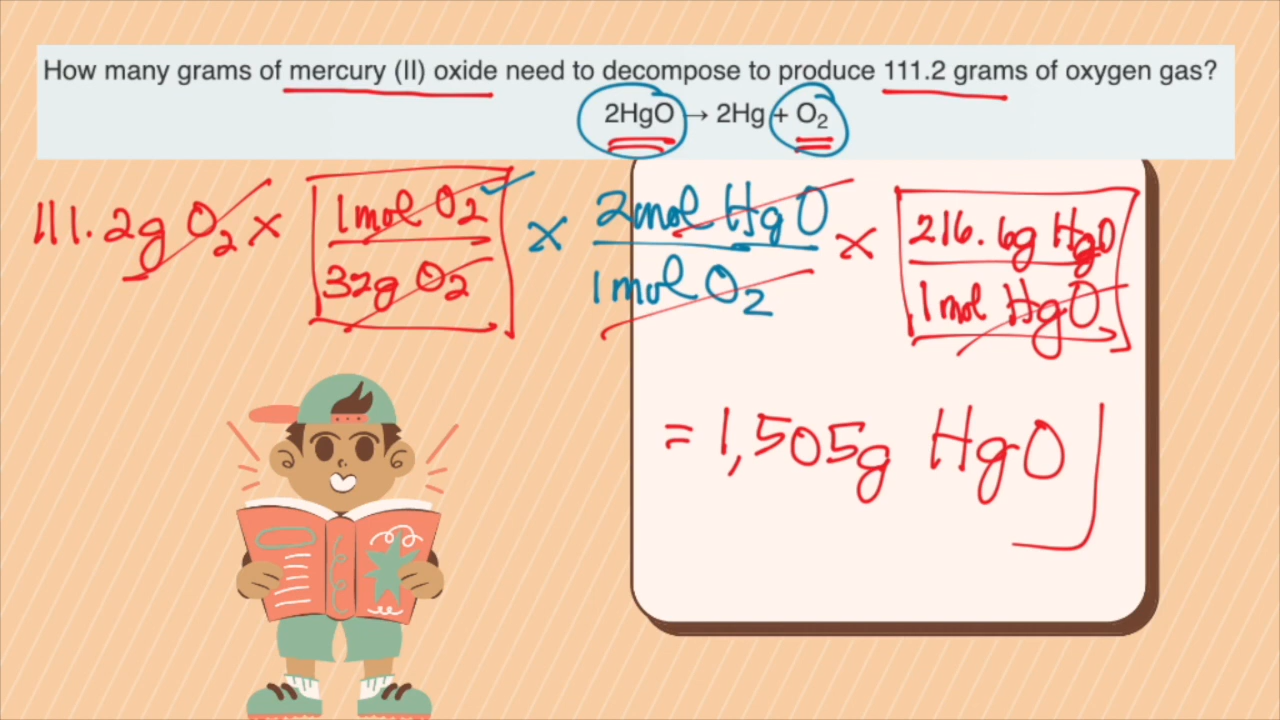 How many grams of mercury (II) oxide need to decompose to produce 111.2 grams of oxygen gas?
2HgO → 2Hg + O₂
111.2g O₂ x 1mol O₂ / 32g O₂ x 2mol HgO / 1mol O₂ x 216.6g HgO / 1mol HgO
= 1,505g HgO